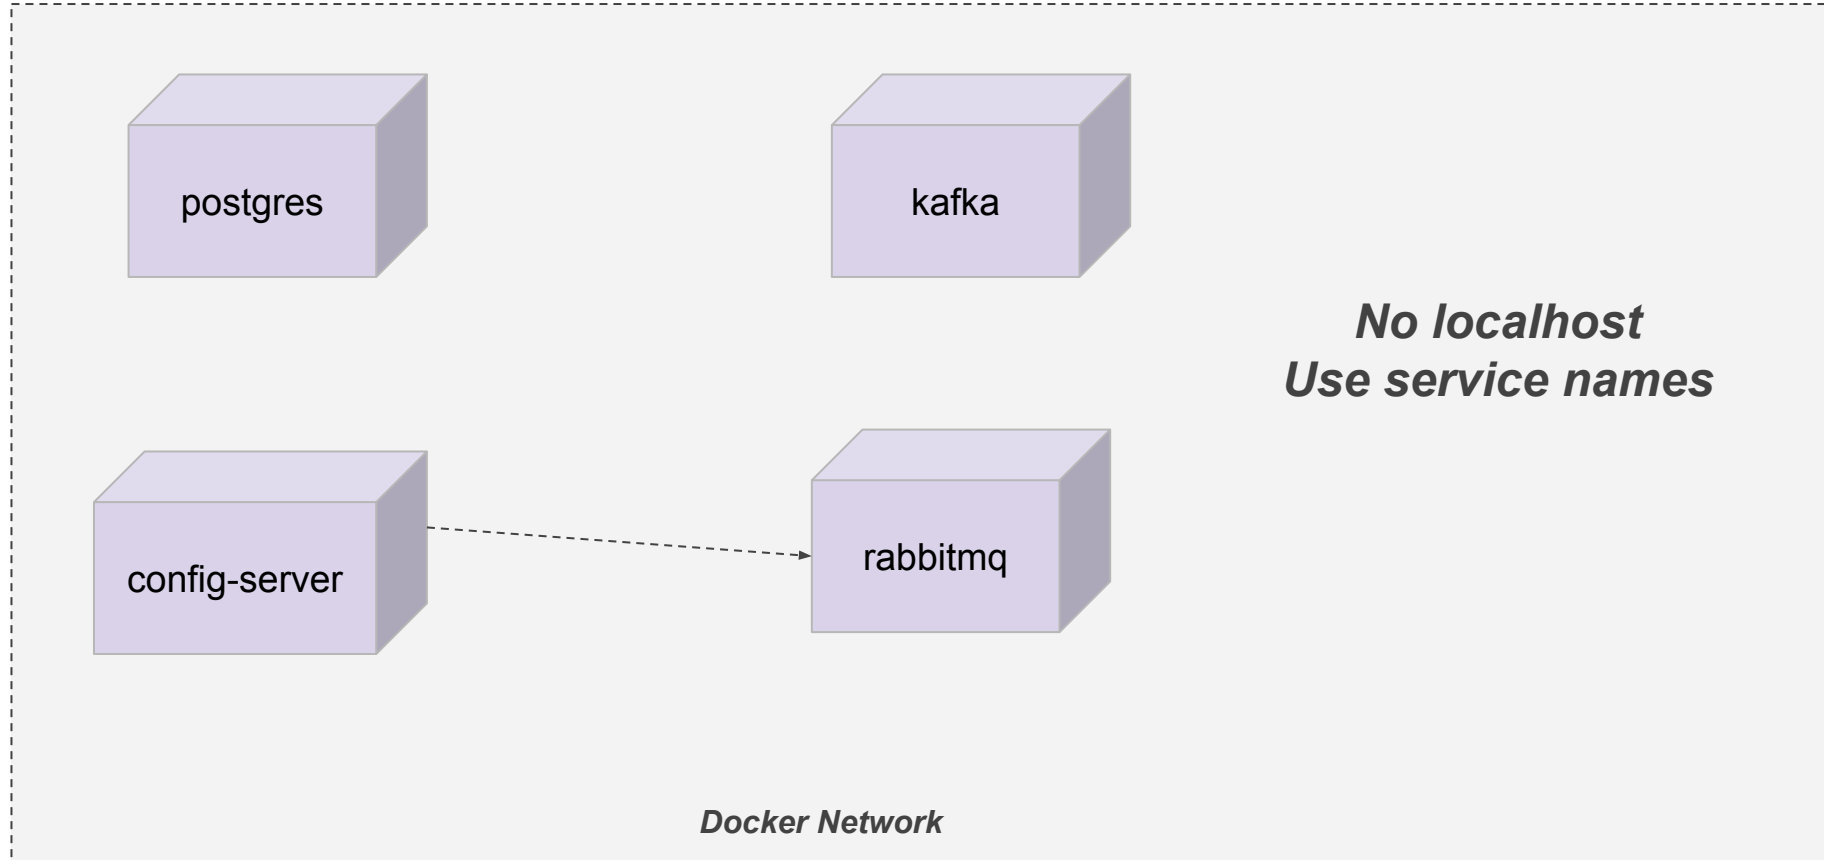 postgres
kafka
No localhost
Use service names
config-server
rabbitmq
Docker Network